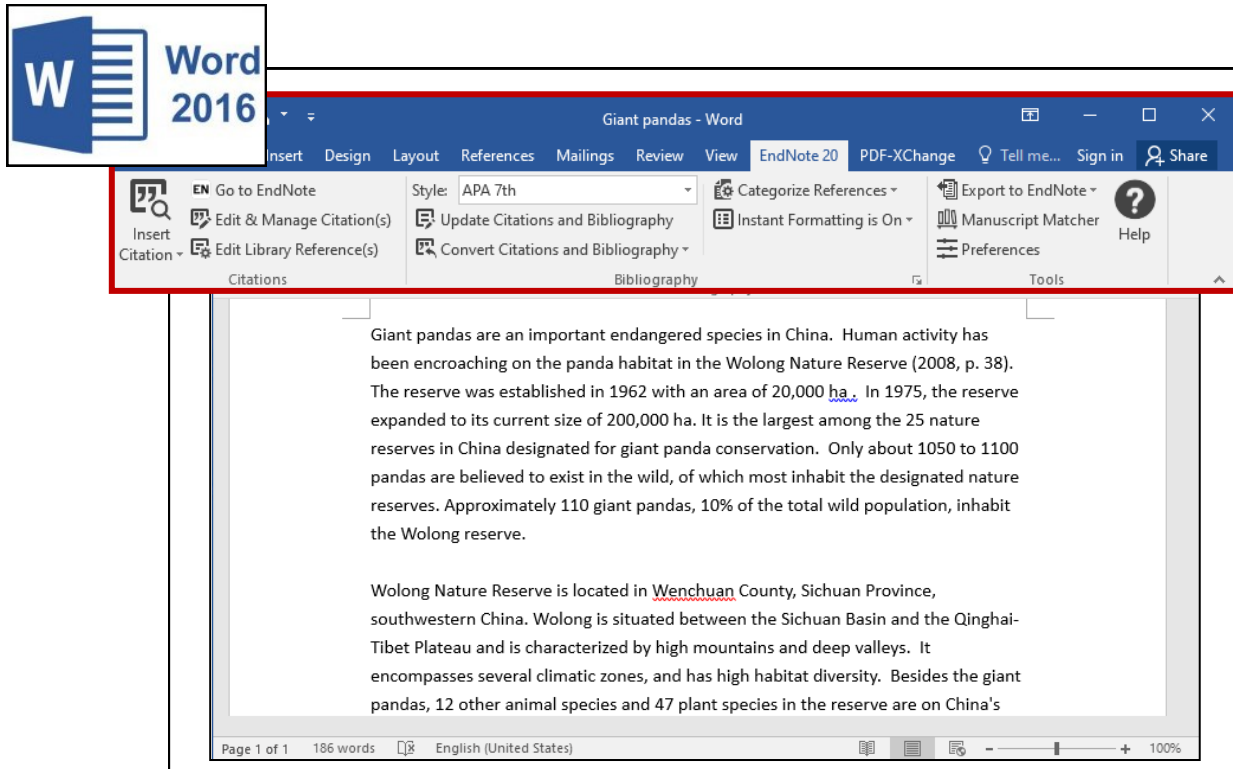 W
Word
2016
Giant pandas - Word
Insert Design Layout References Mailings Review View EndNote 20 PDF-XChange Tell me... Sign in Share
Insert
Citation
EN Go to EndNote
Edit & Manage Citation(s)
Edit Library Reference(s)
Citations
Style: APA 7th
Update Citations and Bibliography
Convert Citations and Bibliography
Bibliography
Categorize References
Instant Formatting is On
Export to EndNote
Manuscript Matcher
Preferences
Tools
?
Help
Giant pandas are an important endangered species in China. Human activity has
been encroaching on the panda habitat in the Wolong Nature Reserve (2008, p. 38).
The reserve was established in 1962 with an area of 20,000 ha . In 1975, the reserve
expanded to its current size of 200,000 ha. It is the largest among the 25 nature
reserves in China designated for giant panda conservation. Only about 1050 to 1100
pandas are believed to exist in the wild, of which most inhabit the designated nature
reserves. Approximately 110 giant pandas, 10% of the total wild population, inhabit
the Wolong reserve.
Wolong Nature Reserve is located in Wenchuan County, Sichuan Province,
southwestern China. Wolong is situated between the Sichuan Basin and the Qinghai-
Tibet Plateau and is characterized by high mountains and deep valleys. It
encompasses several climatic zones, and has high habitat diversity. Besides the giant
pandas, 12 other animal species and 47 plant species in the reserve are on China's
Page 1 of 1 186 words English (United States) 100%